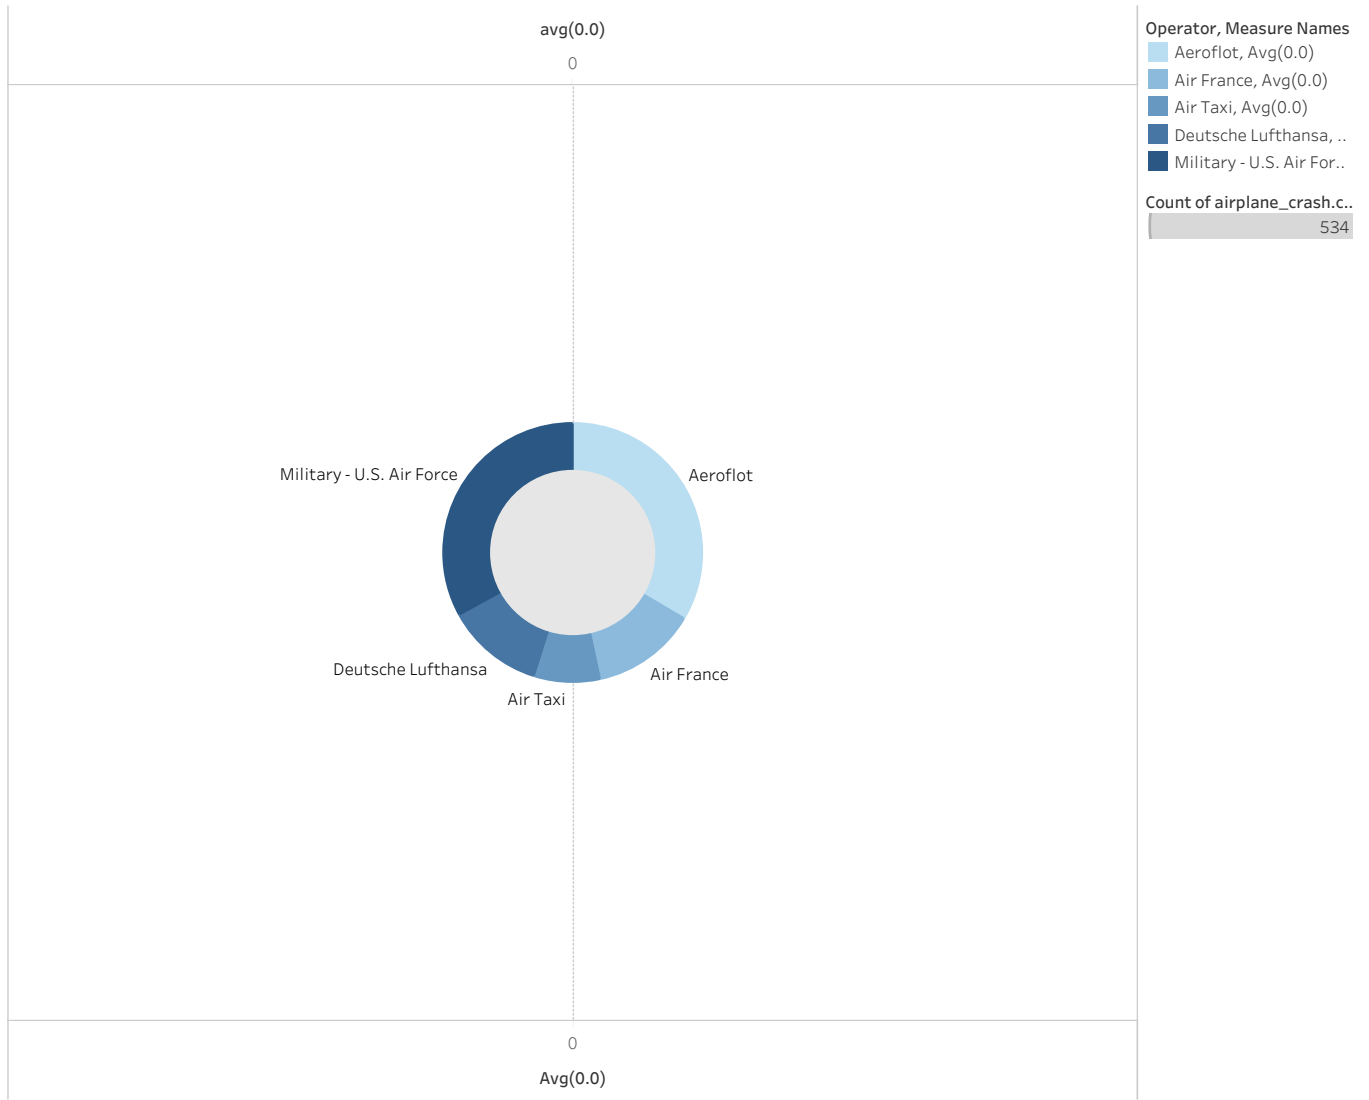 avg(0.0)
0
Operator, Measure Names
Aeroflot, Avg(0.0)
Air France, Avg(0.0)
Air Taxi, Avg(0.0)
Deutsche Lufthansa, ..
Military - U.S. Air For..
Count of airplane_crash.c..
534
Military - U.S. Air Force
Aeroflot
Deutsche Lufthansa
Air France
Air Taxi
0
Avg(0.0)